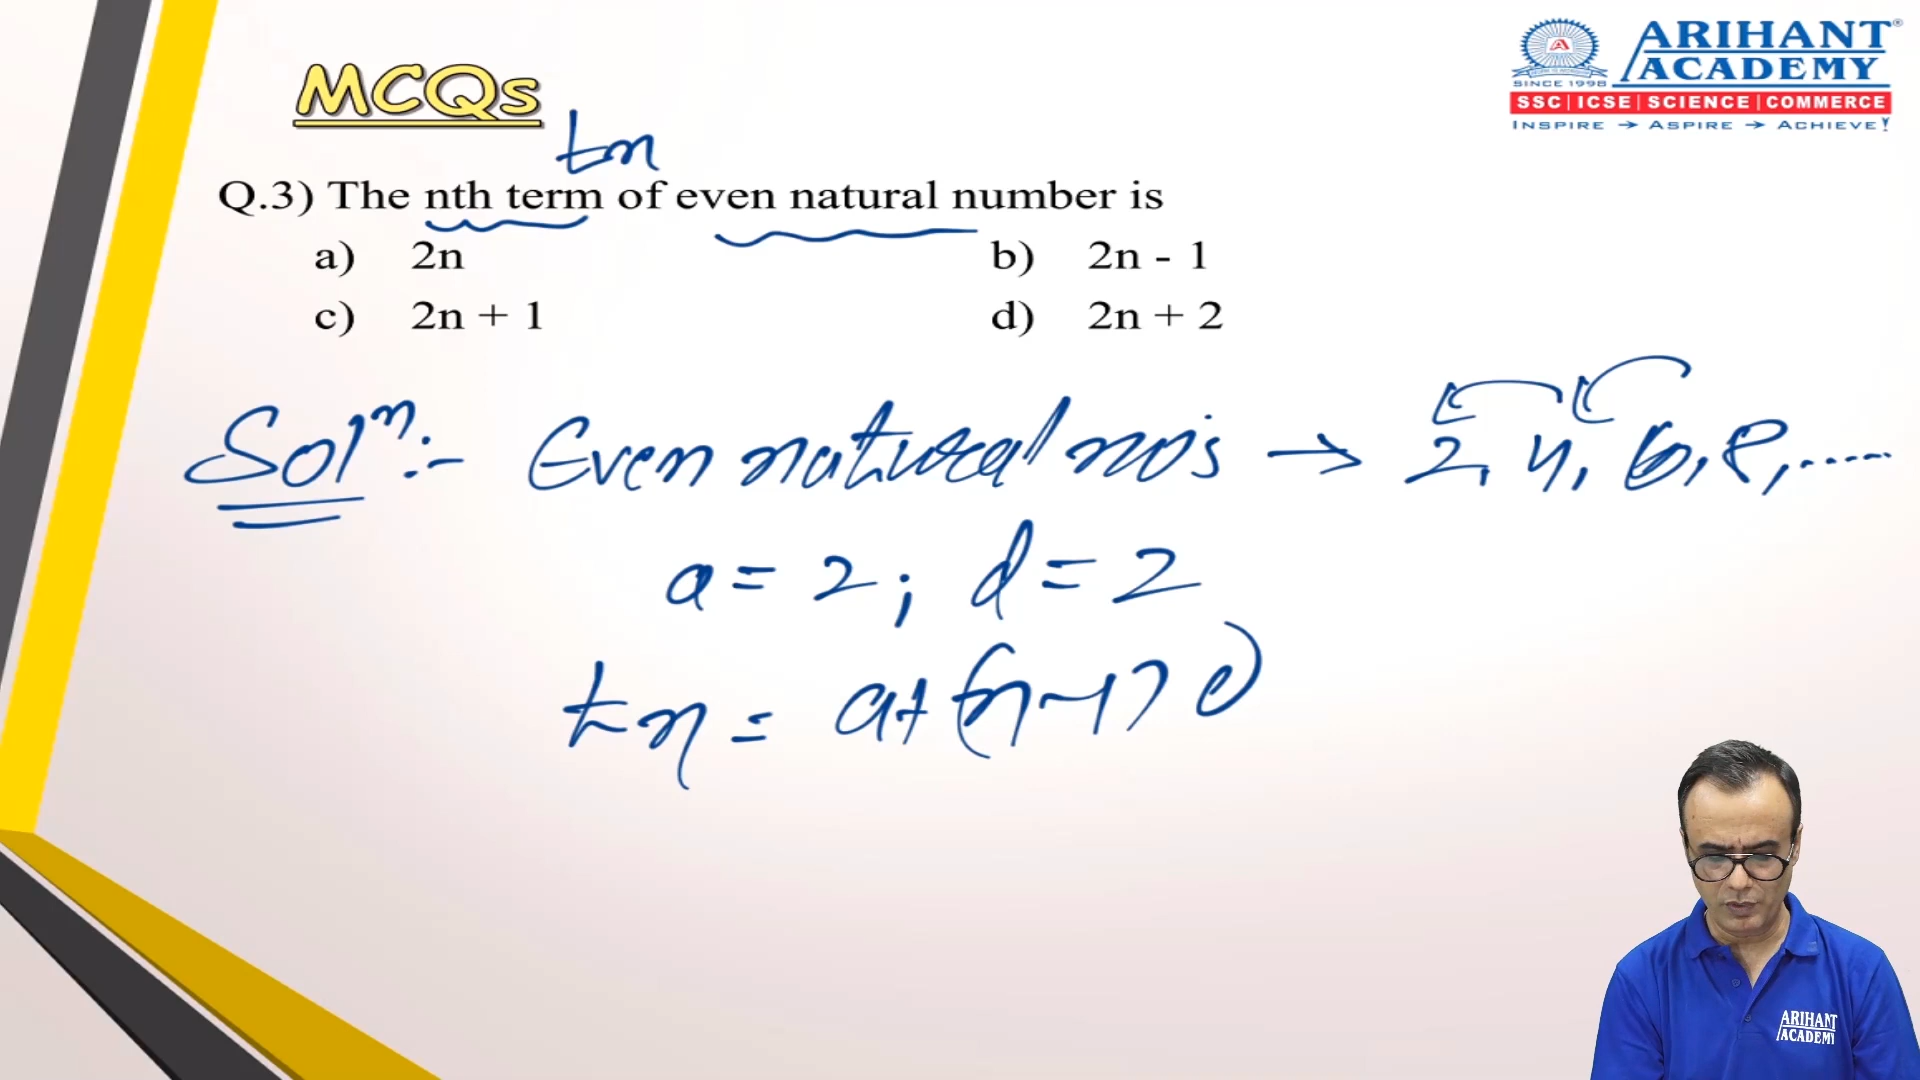 ARIHANT
ACADEMY
SINCE 1998
SSC | ICSE | SCIENCE | COMMERCE
INSPIRE → ASPIRE → ACHIEVE!
MCQs
tn
Q.3) The nth term of even natural number is
a) 2n b) 2n - 1
c) 2n + 1 d) 2n + 2
Solⁿ:- Even natural no's → 2, 4, 6, 8, .....
a = 2 ; d = 2
tn = a+(n-1)d
ARIHANT
ACADEMY